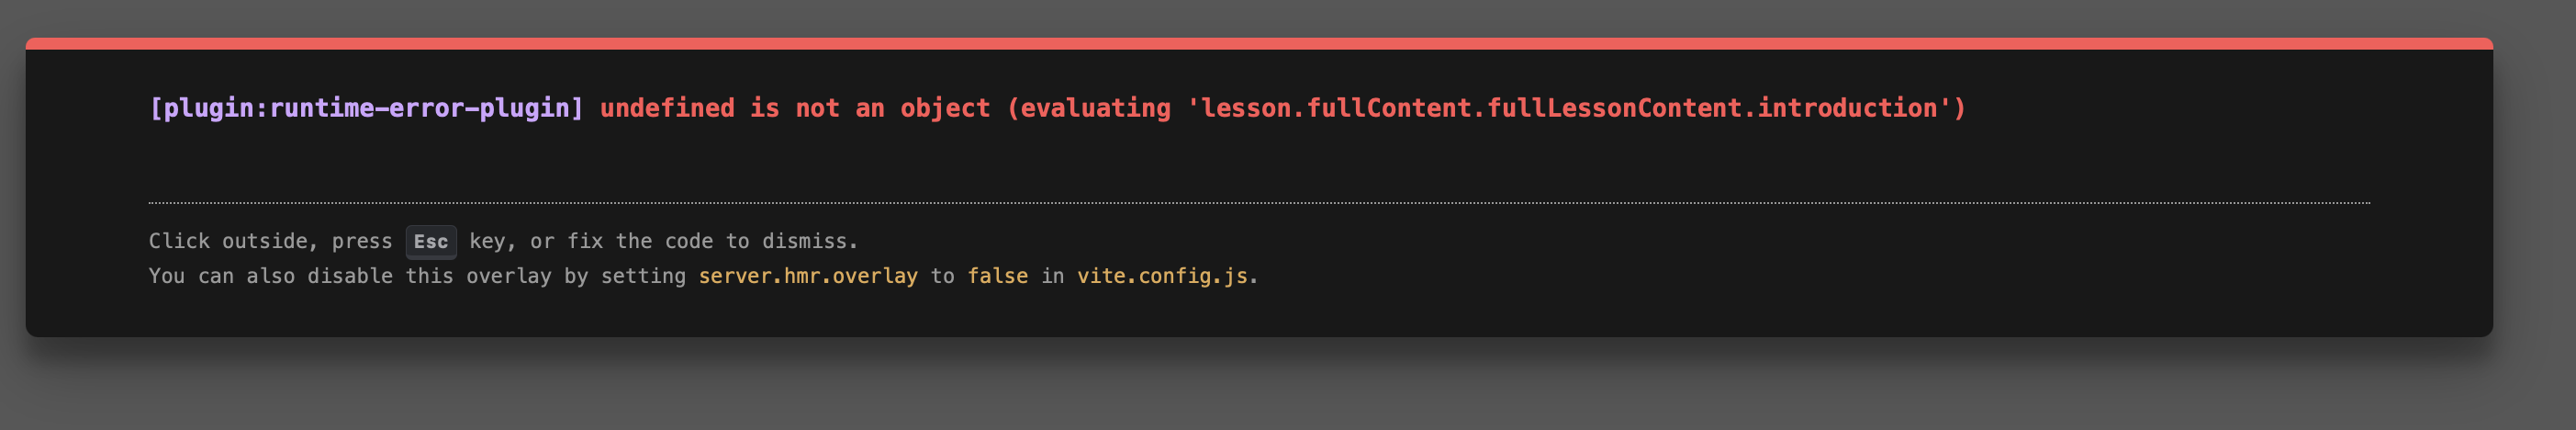 [plugin:runtime-error-plugin] undefined is not an object (evaluating 'lesson.fullContent.fullLessonContent.introduction')
Click outside, press Esc key, or fix the code to dismiss.
You can also disable this overlay by setting server.hmr.overlay to false in vite.config.js.